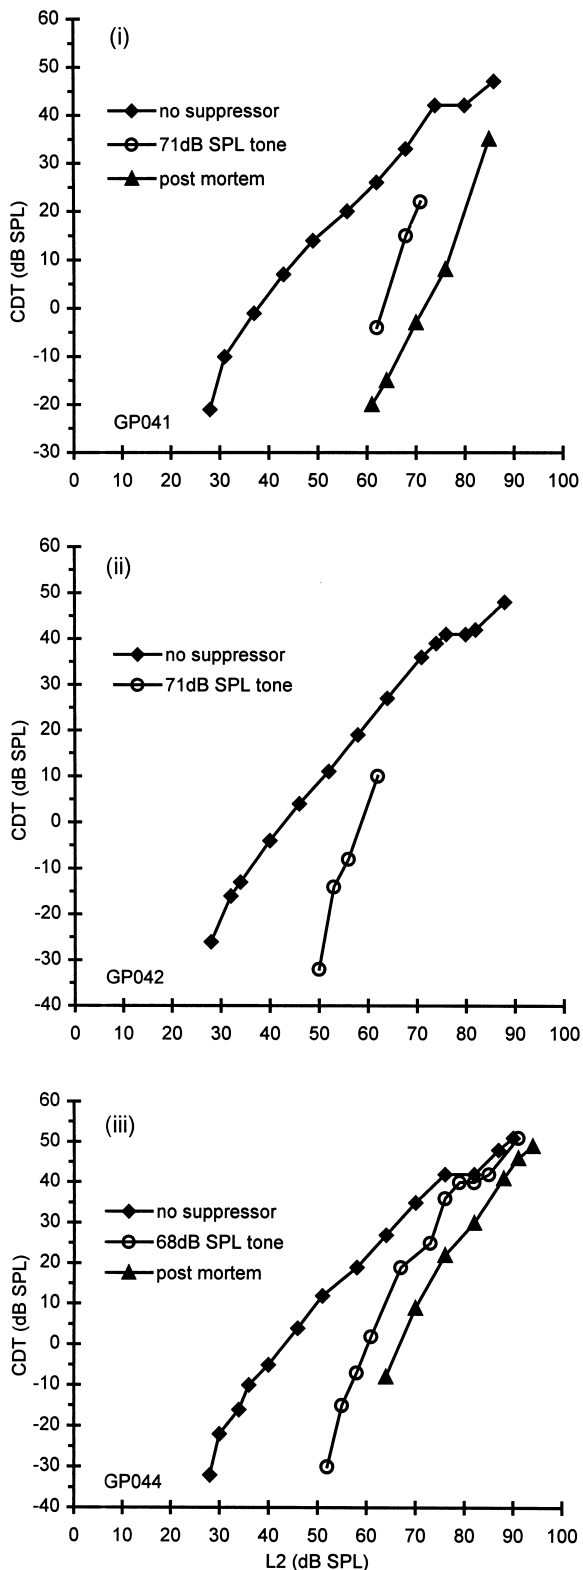 (i)
60
50
40
30
20
10
0
-10
-20
-30
CDT (dB SPL)
no suppressor
71dB SPL tone
post mortem
GP041
0 10 20 30 40 50 60 70 80 90 100
(ii)
60
50
40
30
20
10
0
-10
-20
-30
-40
CDT (dB SPL)
no suppressor
71dB SPL tone
GP042
0 10 20 30 40 50 60 70 80 90 100
(iii)
60
50
40
30
20
10
0
-10
-20
-30
-40
CDT (dB SPL)
no suppressor
68dB SPL tone
post mortem
GP044
0 10 20 30 40 50 60 70 80 90 100
L2 (dB SPL)